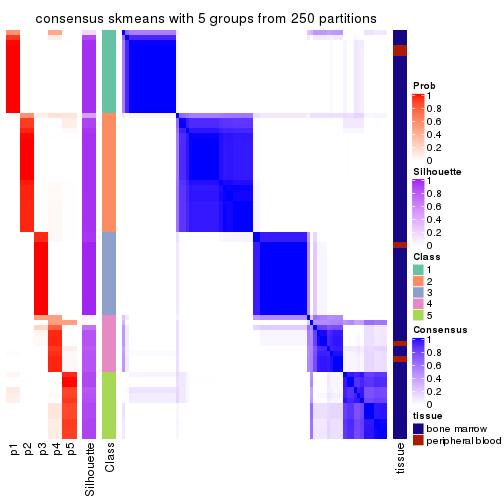 consensus skmeans with 5 groups from 250 partitions
Prob
1
0.8
0.6
0.4
0.2
0
Silhouette
1
0.8
0.6
0.4
0.2
0
Class
1
2
3
4
5
Consensus
1
0.8
0.6
0.4
0.2
0
tissue
bone marrow
peripheral blood
p1
p2
p3
p4
p5
Silhouette
Class
tissue